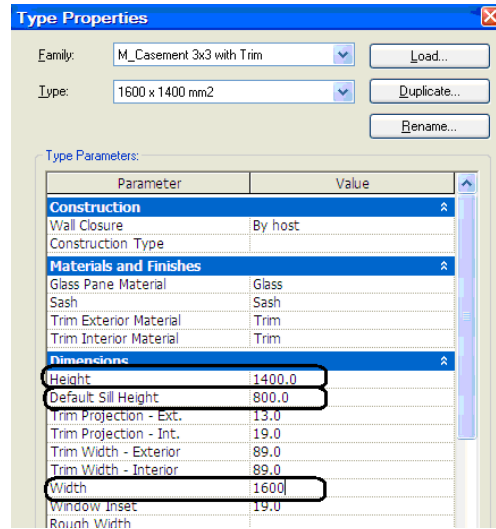 Type Properties
Family: M_Casement 3x3 with Trim Load...
Type: 1600 x 1400 mm2 Duplicate...
Rename...
Type Parameters:
Parameter Value
Construction
Wall Closure By host
Construction Type
Materials and Finishes
Glass Pane Material Glass
Sash Sash
Trim Exterior Material Trim
Trim Interior Material Trim
Dimensions
Height 1400.0
Default Sill Height 800.0
Trim Projection - Ext. 13.0
Trim Projection - Int. 19.0
Trim Width - Exterior 89.0
Trim Width - Interior 89.0
Width 1600
Window Inset 19.0
Rough Width